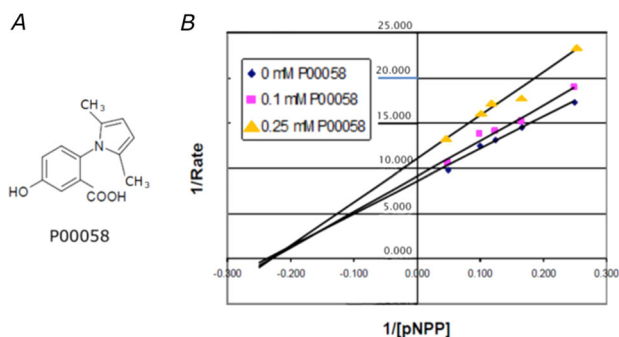 A
CH₃
N
CH₃
HO
COOH
P00058
B
25.000
20.000
15.000
10.000
5.000
0.000
0 mM P00058
0.1 mM P00058
0.25 mM P00058
1/Rate
-0.300
-0.200
-0.100
0.000
0.100
0.200
0.300
1/[pNPP]